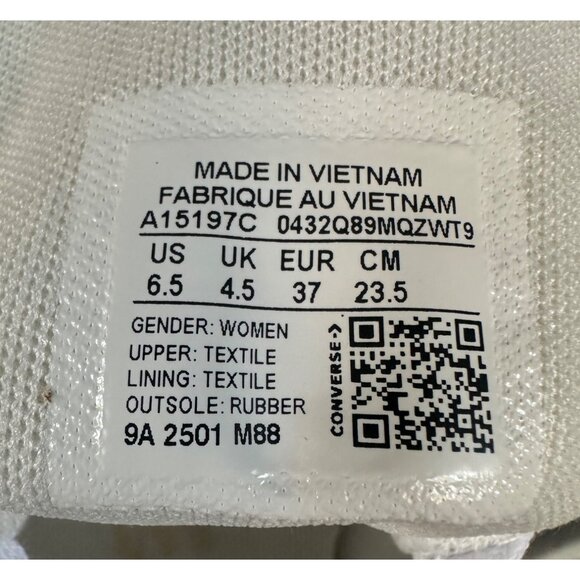 MADE IN VIETNAM
FABRIQUE AU VIETNAM
A15197C 0432Q89MQZWT9
US UK EUR CM
6.5 4.5 37 23.5
GENDER: WOMEN
UPPER: TEXTILE
LINING: TEXTILE
OUTSOLE: RUBBER
9A 2501 M88
CONVERSE